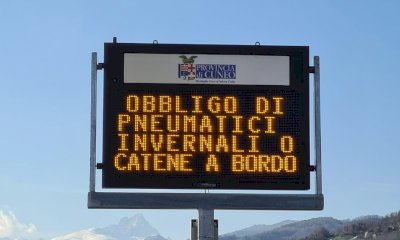 PROVINCIA
di CUNEO
OBBLIGO DI
PNEUMATICI
INVERNALI O
CATENE A BORDO